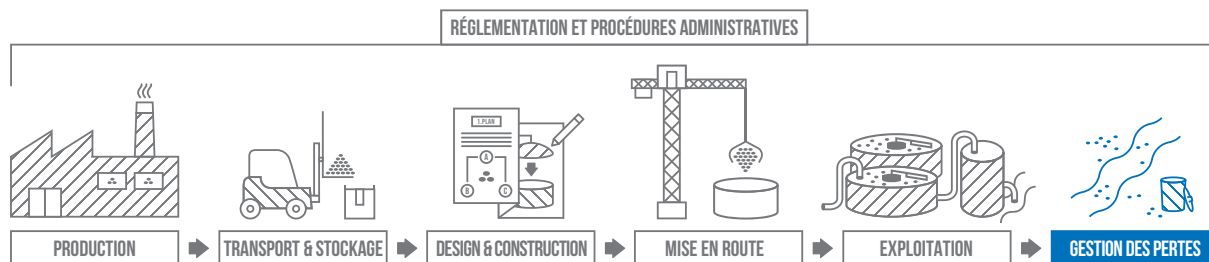 RÉGLEMENTATION ET PROCÉDURES ADMINISTRATIVES
1.PLAN
A
B
C
PRODUCTION
TRANSPORT & STOCKAGE
DESIGN & CONSTRUCTION
MISE EN ROUTE
EXPLOITATION
GESTION DES PERTES